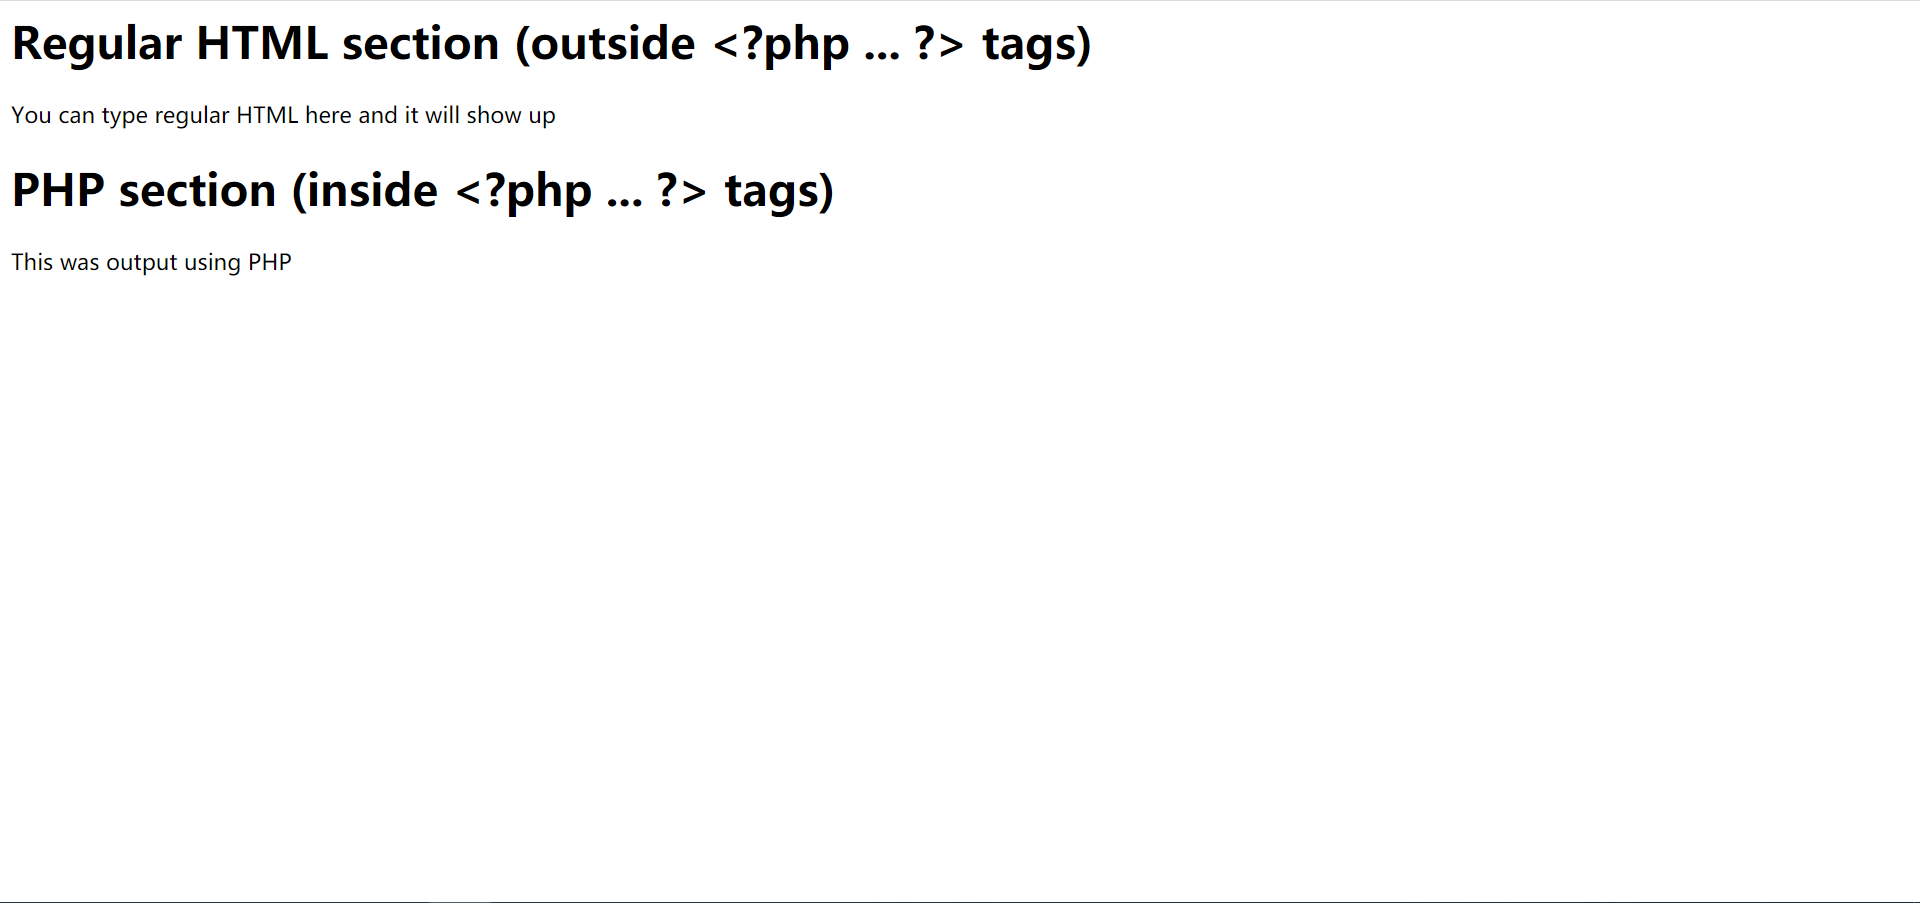 Regular HTML section (outside <?php ... ?> tags)
You can type regular HTML here and it will show up
PHP section (inside <?php ... ?> tags)
This was output using PHP